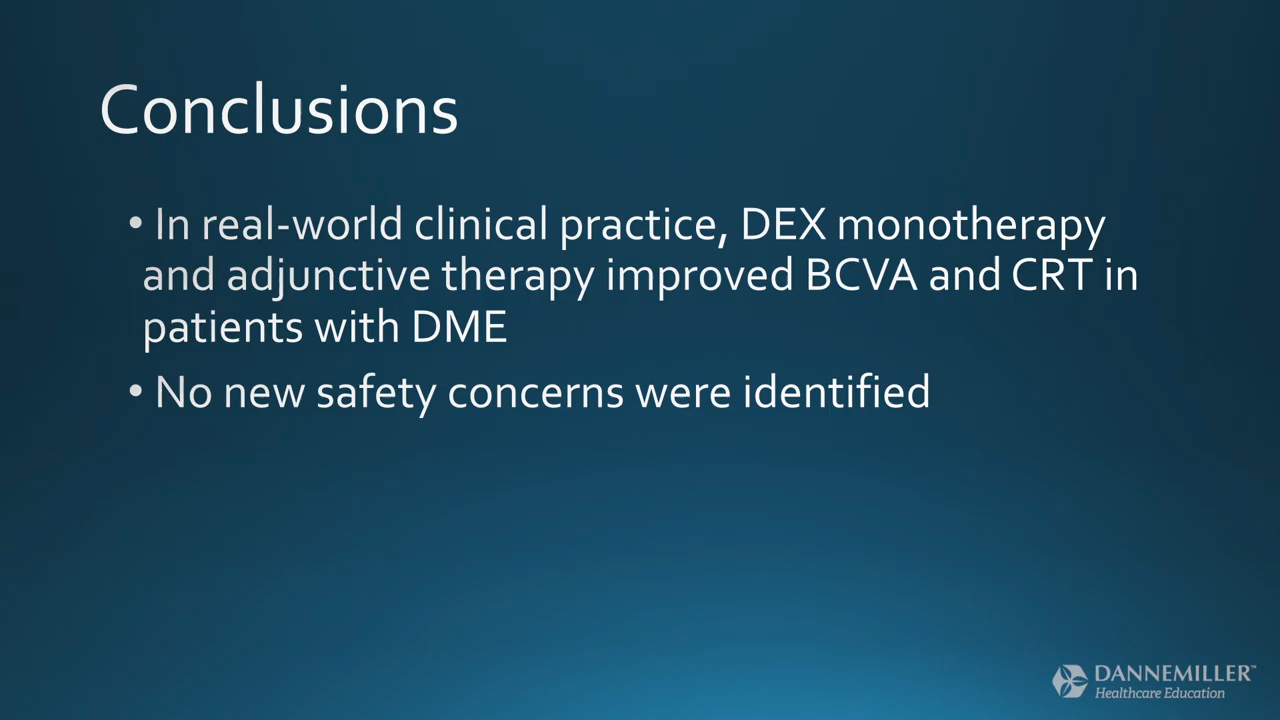 Conclusions
• In real-world clinical practice, DEX monotherapy
and adjunctive therapy improved BCVA and CRT in
patients with DME
• No new safety concerns were identified
DANNEMILLER™
Healthcare Education